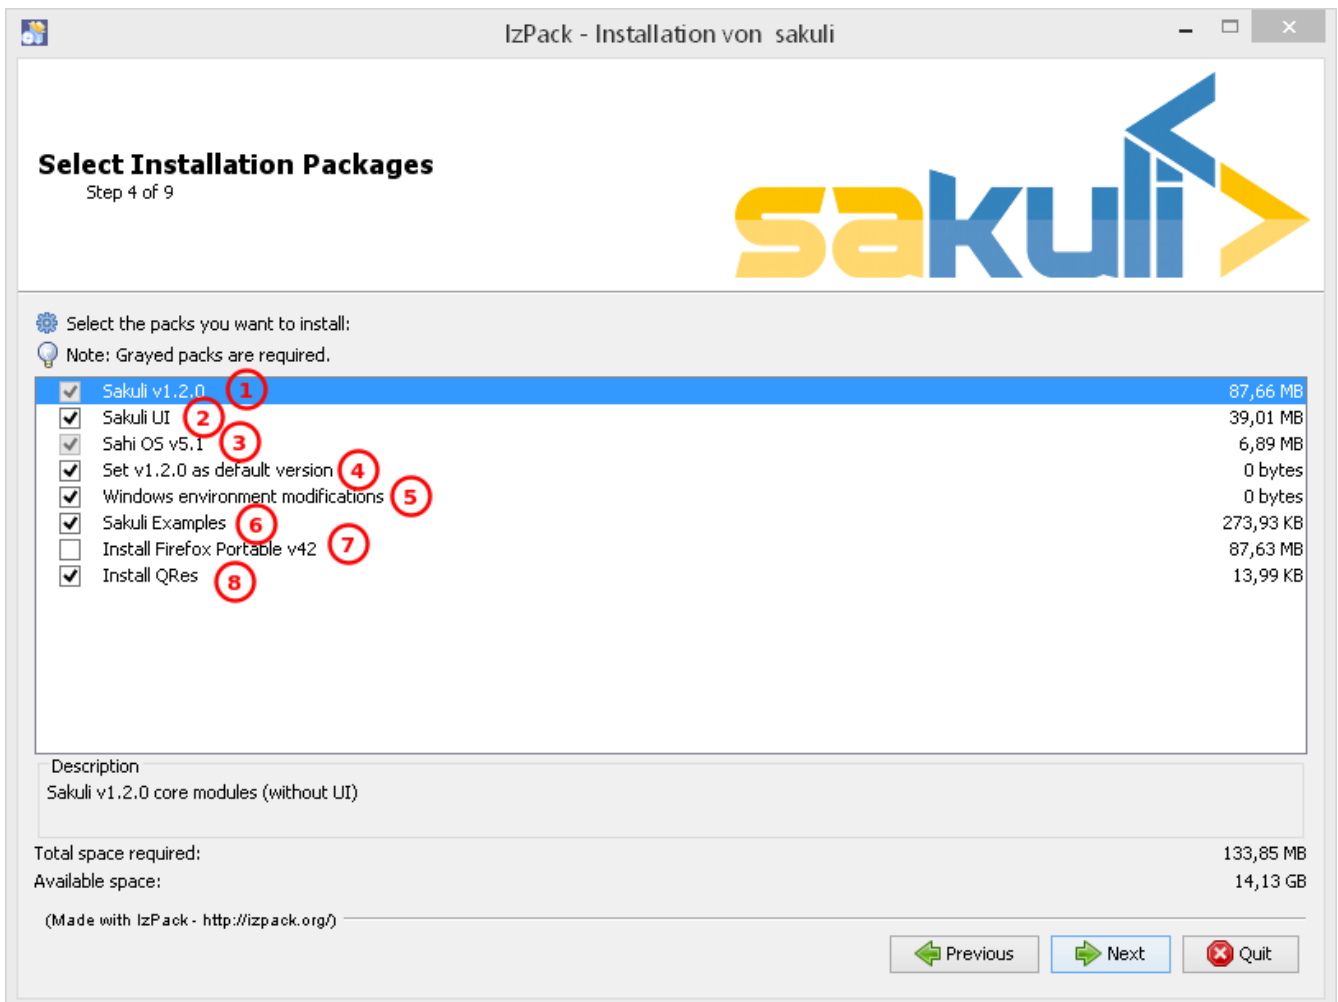 IzPack - Installation von sakuli
Select Installation Packages
Step 4 of 9
sakuli
Select the packs you want to install:
Note: Grayed packs are required.
Sakuli v1.2.0 1 87,66 MB
Sakuli UI 2 39,01 MB
Sahi OS v5.1 3 6,89 MB
Set v1.2.0 as default version 4 0 bytes
Windows environment modifications 5 0 bytes
Sakuli Examples 6 273,93 KB
Install Firefox Portable v42 7 87,63 MB
Install QRes 8 13,99 KB
Description
Sakuli v1.2.0 core modules (without UI)
Total space required: 133,85 MB
Available space: 14,13 GB
(Made with IzPack - http://izpack.org/)
Previous Next Quit